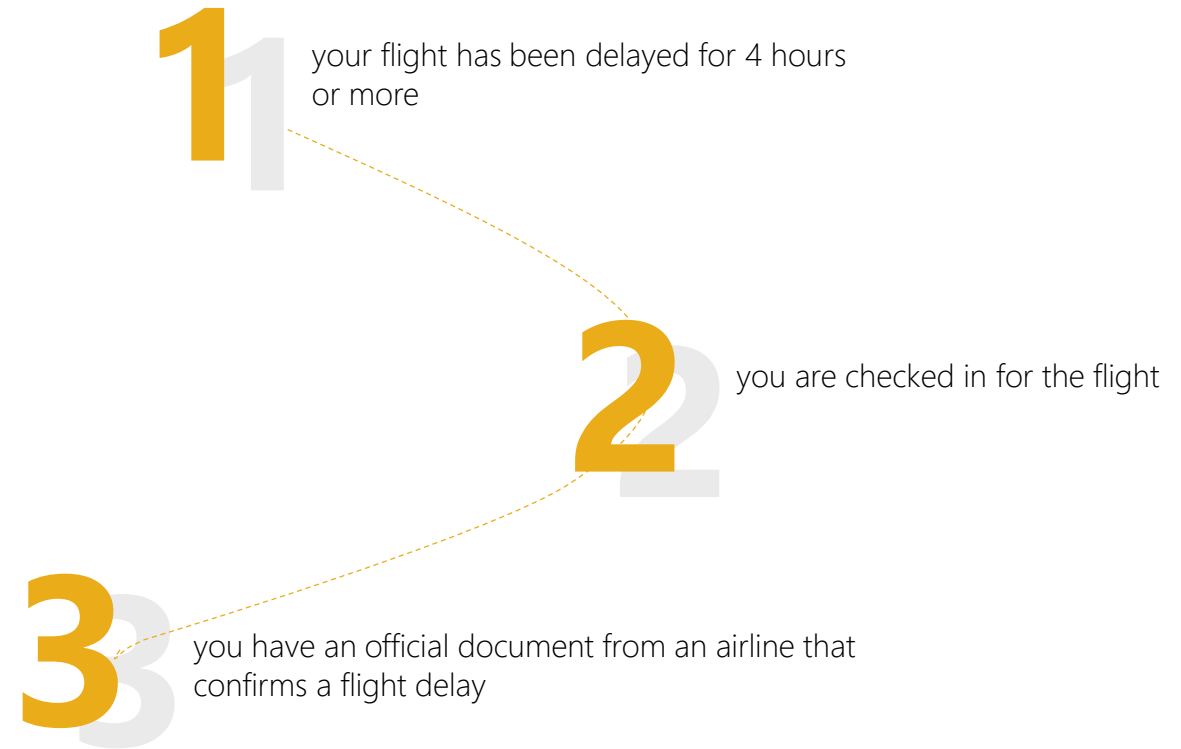 1
your flight has been delayed for 4 hours
or more
2
you are checked in for the flight
3
you have an official document from an airline that
confirms a flight delay